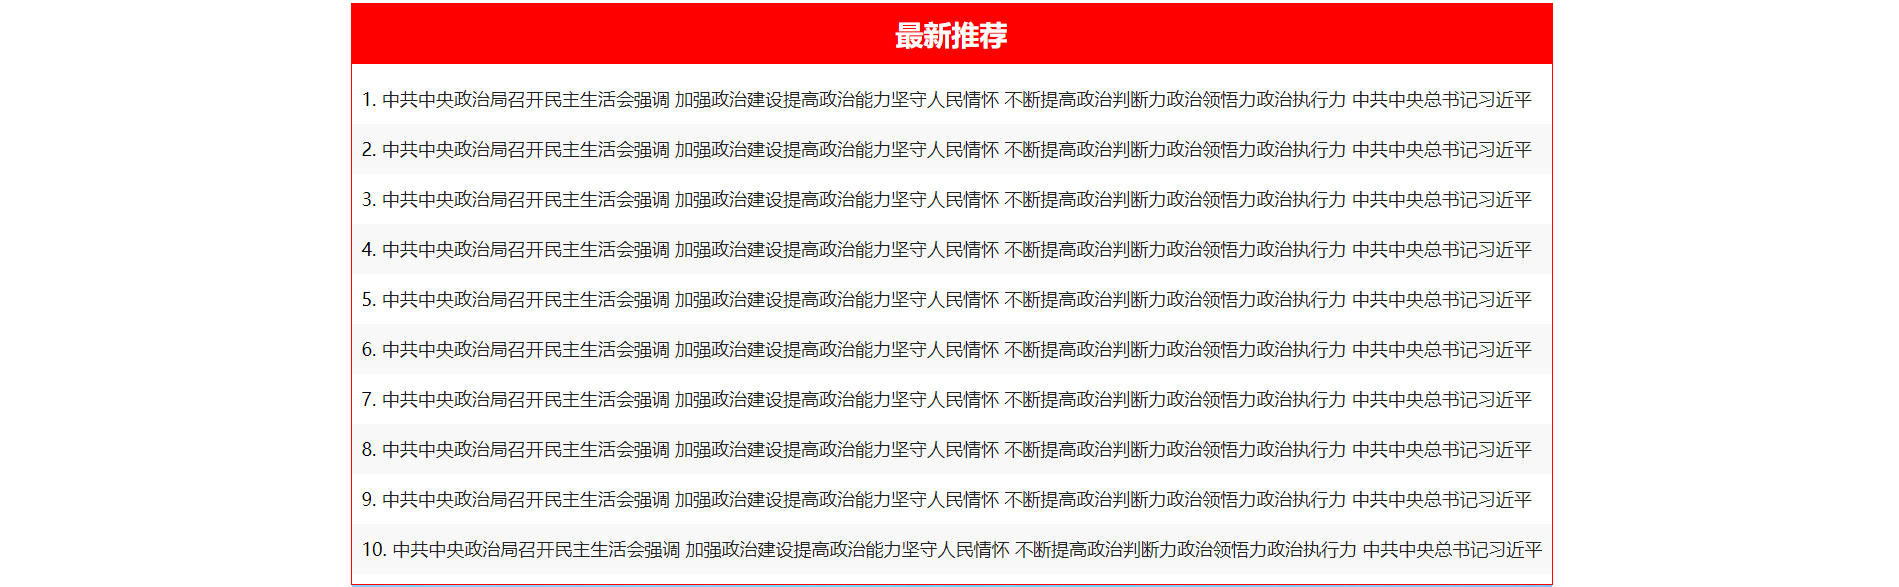 最新推荐
1. 中共中央政治局召开民主生活会强调 加强政治建设提高政治能力坚守人民情怀 不断提高政治判断力政治领悟力政治执行力 中共中央总书记习近平
2. 中共中央政治局召开民主生活会强调 加强政治建设提高政治能力坚守人民情怀 不断提高政治判断力政治领悟力政治执行力 中共中央总书记习近平
3. 中共中央政治局召开民主生活会强调 加强政治建设提高政治能力坚守人民情怀 不断提高政治判断力政治领悟力政治执行力 中共中央总书记习近平
4. 中共中央政治局召开民主生活会强调 加强政治建设提高政治能力坚守人民情怀 不断提高政治判断力政治领悟力政治执行力 中共中央总书记习近平
5. 中共中央政治局召开民主生活会强调 加强政治建设提高政治能力坚守人民情怀 不断提高政治判断力政治领悟力政治执行力 中共中央总书记习近平
6. 中共中央政治局召开民主生活会强调 加强政治建设提高政治能力坚守人民情怀 不断提高政治判断力政治领悟力政治执行力 中共中央总书记习近平
7. 中共中央政治局召开民主生活会强调 加强政治建设提高政治能力坚守人民情怀 不断提高政治判断力政治领悟力政治执行力 中共中央总书记习近平
8. 中共中央政治局召开民主生活会强调 加强政治建设提高政治能力坚守人民情怀 不断提高政治判断力政治领悟力政治执行力 中共中央总书记习近平
9. 中共中央政治局召开民主生活会强调 加强政治建设提高政治能力坚守人民情怀 不断提高政治判断力政治领悟力政治执行力 中共中央总书记习近平
10. 中共中央政治局召开民主生活会强调 加强政治建设提高政治能力坚守人民情怀 不断提高政治判断力政治领悟力政治执行力 中共中央总书记习近平